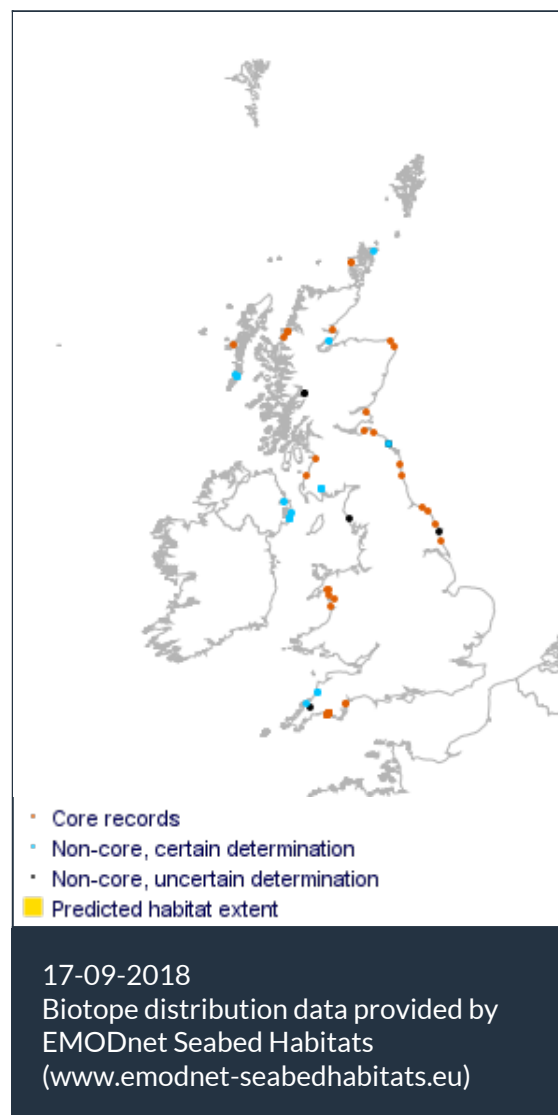 Core records
Non-core, certain determination
Non-core, uncertain determination
Predicted habitat extent
17-09-2018
Biotope distribution data provided by
EMODnet Seabed Habitats
(www.emodnet-seabedhabitats.eu)